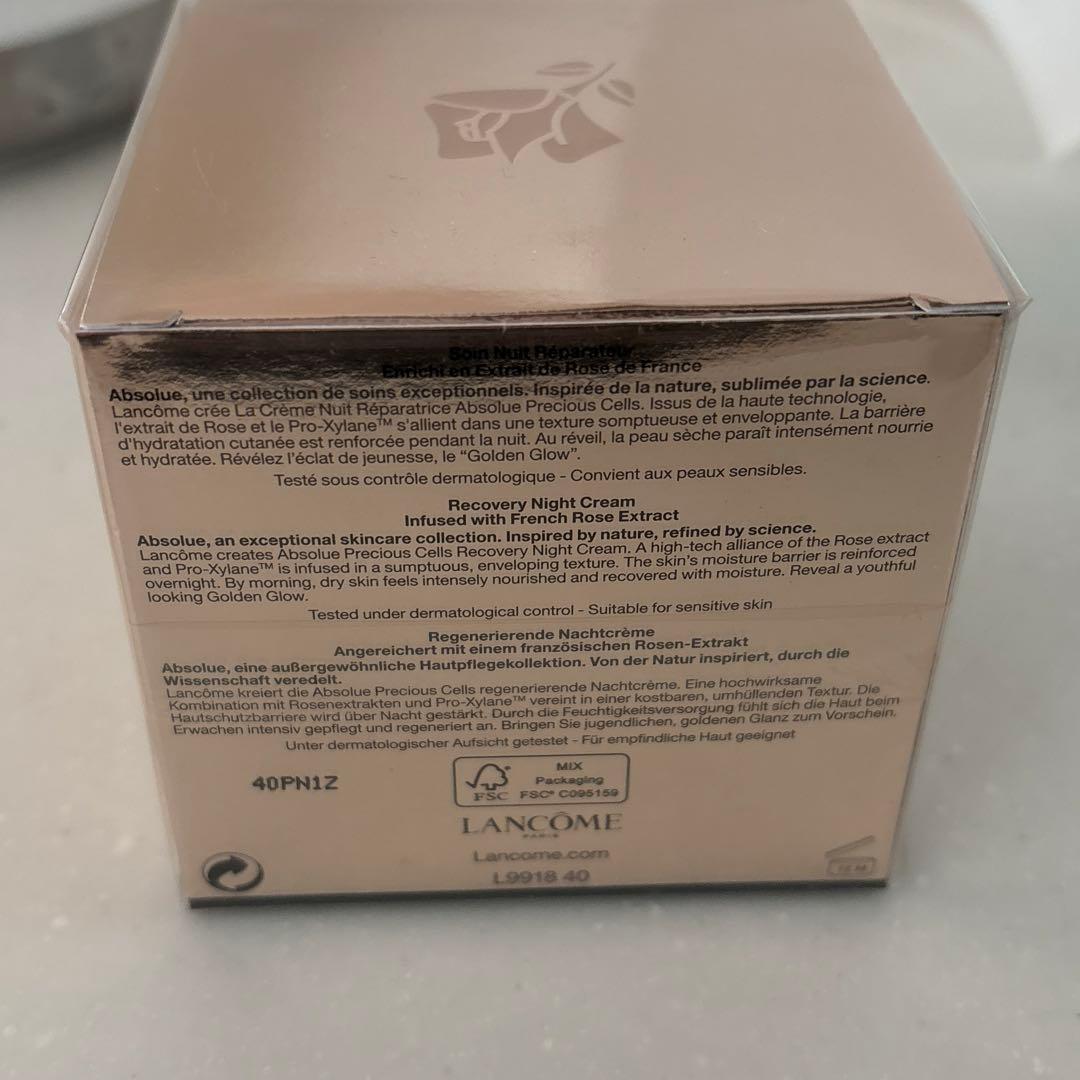 Soin Nuit Réparateur
Enrichi en Extrait de Rose de France
Absolue, une collection de soins exceptionnels. Inspirée de la nature, sublimée par la science.
Lancôme crée La Crème Nuit Réparatrice Absolue Precious Cells. Issus de la haute technologie,
l'extrait de Rose et le Pro-Xylane™ s'allient dans une texture somptueuse et enveloppante. La barrière
d'hydratation cutanée est renforcée pendant la nuit. Au réveil, la peau sèche paraît intensément nourrie
et hydratée. Révélez l'éclat de jeunesse, le "Golden Glow".
Testé sous contrôle dermatologique - Convient aux peaux sensibles.
Recovery Night Cream
Infused with French Rose Extract
Absolue, an exceptional skincare collection. Inspired by nature, refined by science.
Lancôme creates Absolue Precious Cells Recovery Night Cream. A high-tech alliance of the Rose extract
and Pro-Xylane™ is infused in a sumptuous, enveloping texture. The skin's moisture barrier is reinforced
overnight. By morning, dry skin feels intensely nourished and recovered with moisture. Reveal a youthful
looking Golden Glow.
Tested under dermatological control - Suitable for sensitive skin
Regenerierende Nachtcrème
Angereichert mit einem französischen Rosen-Extrakt
Absolue, eine außergewöhnliche Hautpflegekollektion. Von der Natur inspiriert, durch die
Wissenschaft veredelt.
Lancôme kreiert die Absolue Precious Cells regenerierende Nachtcrème. Eine hochwirksame
Kombination mit Rosenextrakten und Pro-Xylane™ vereint in einer kostbaren, umhüllenden Textur. Die
Hautschutzbarriere wird über Nacht gestärkt. Durch die Feuchtigkeitsversorgung fühlt sich die Haut beim
Erwachen intensiv gepflegt und regeneriert an. Bringen Sie jugendlichen, goldenen Glanz zum Vorschein.
Unter dermatologischer Aufsicht getestet - Für empfindliche Haut geeignet
40PN1Z
FSC
MIX
Packaging
FSC® C095159
LANCÔME
PARIS
Lancome.com
L9918 40